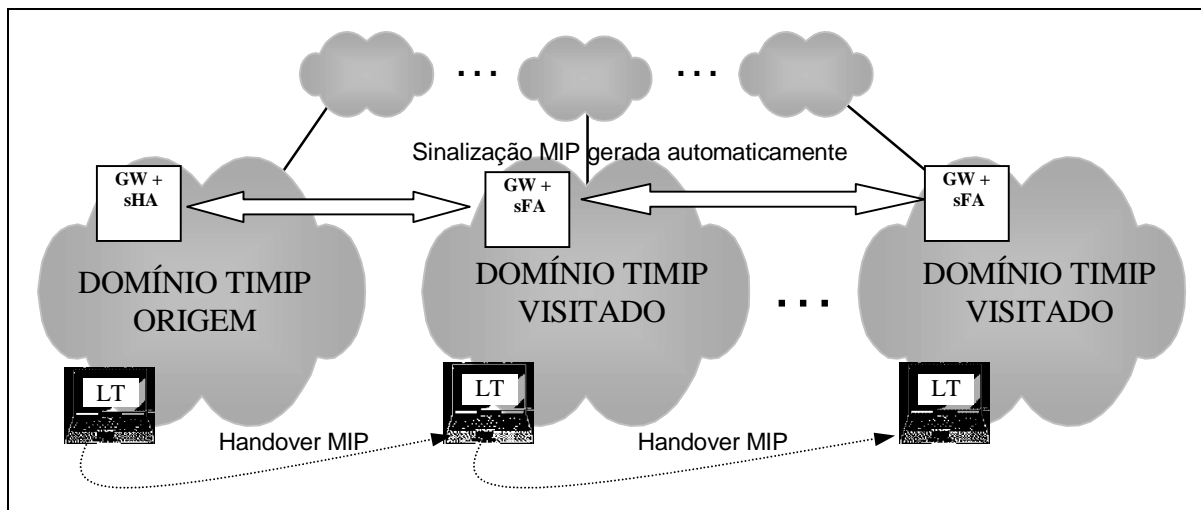 ... ...
Sinalização MIP gerada automaticamente
GW +
sHA
GW +
sFA
GW +
sFA
DOMÍNIO TIMIP
ORIGEM
DOMÍNIO TIMIP
VISITADO
...
DOMÍNIO TIMIP
VISITADO
LT
LT
LT
Handover MIP
Handover MIP